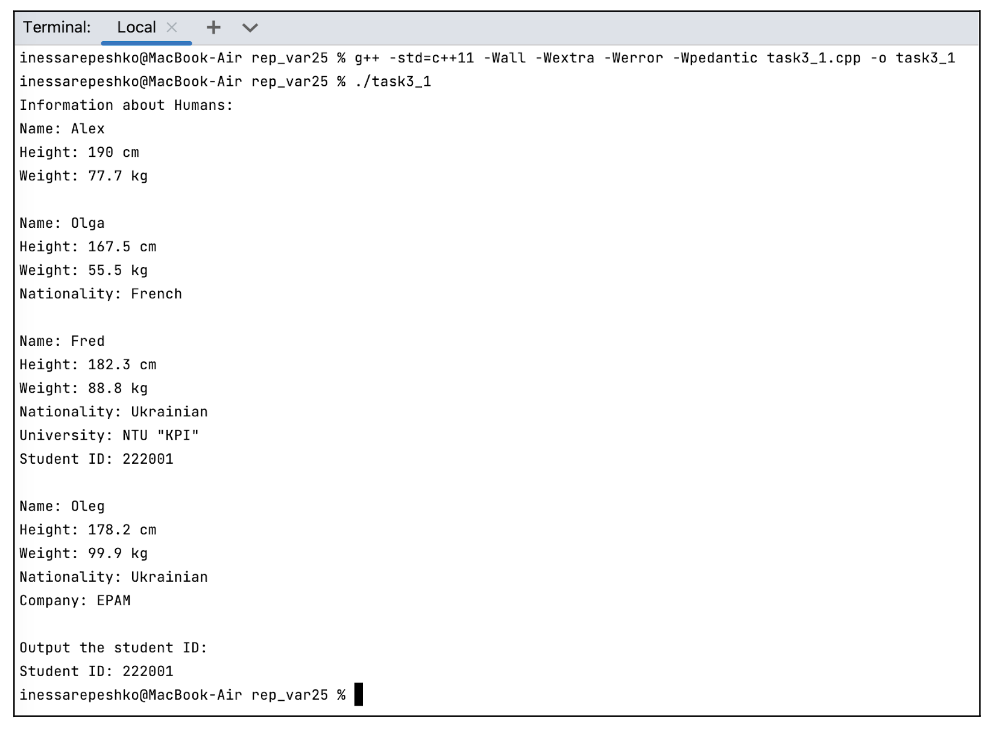 Terminal: Local × + ∨
inessarepeshko@MacBook-Air rep_var25 % g++ -std=c++11 -Wall -Wextra -Werror -Wpedantic task3_1.cpp -o task3_1
inessarepeshko@MacBook-Air rep_var25 % ./task3_1
Information about Humans:
Name: Alex
Height: 190 cm
Weight: 77.7 kg
Name: Olga
Height: 167.5 cm
Weight: 55.5 kg
Nationality: French
Name: Fred
Height: 182.3 cm
Weight: 88.8 kg
Nationality: Ukrainian
University: NTU "KPI"
Student ID: 222001
Name: Oleg
Height: 178.2 cm
Weight: 99.9 kg
Nationality: Ukrainian
Company: EPAM
Output the student ID:
Student ID: 222001
inessarepeshko@MacBook-Air rep_var25 %